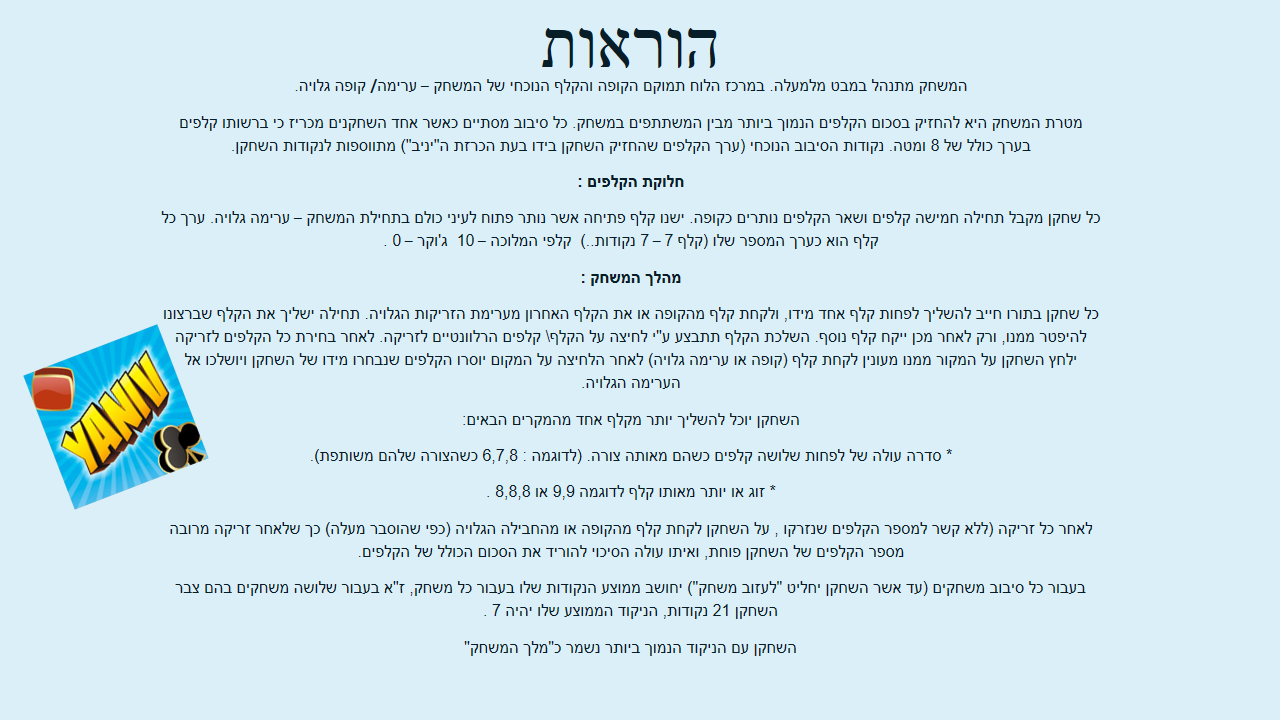 הוראות
המשחק מתנהל במבט מלמעלה. במרכז הלוח תמוקם הקופה והקלף הנוכחי של המשחק – ערימה/ קופה גלויה.
מטרת המשחק היא להחזיק בסכום הקלפים הנמוך ביותר מבין המשתתפים במשחק. כל סיבוב מסתיים כאשר אחד השחקנים מכריז כי ברשותו קלפים
בערך כולל של 8 ומטה. נקודות הסיבוב הנוכחי (ערך הקלפים שהחזיק השחקן בידו בעת הכרזת ה"יניב") מתווספות לנקודות השחקן.
חלוקת הקלפים :
כל שחקן מקבל תחילה חמישה קלפים ושאר הקלפים נותרים כקופה. ישנו קלף פתיחה אשר נותר פתוח לעיני כולם בתחילת המשחק – ערימה גלויה. ערך כל
קלף הוא כערך המספר שלו (קלף 7 – 7 נקודות..)  קלפי המלוכה – 10  ג'וקר – 0 .
מהלך המשחק :
כל שחקן בתורו חייב להשליך לפחות קלף אחד מידו, ולקחת קלף מהקופה או את הקלף האחרון מערימת הזריקות הגלויה. תחילה ישליך את הקלף שברצונו
להיפטר ממנו, ורק לאחר מכן ייקח קלף נוסף. השלכת הקלף תתבצע ע"י לחיצה על הקלף\ קלפים הרלוונטיים לזריקה. לאחר בחירת כל הקלפים לזריקה
ילחץ השחקן על המקור ממנו מעונין לקחת קלף (קופה או ערימה גלויה) לאחר הלחיצה על המקום יוסרו הקלפים שנבחרו מידו של השחקן ויושלכו אל
הערימה הגלויה.
השחקן יוכל להשליך יותר מקלף אחד מהמקרים הבאים:
* סדרה עולה של לפחות שלושה קלפים כשהם מאותה צורה. (לדוגמה : 6,7,8 כשהצורה שלהם משותפת).
* זוג או יותר מאותו קלף לדוגמה 9,9 או 8,8,8 .
לאחר כל זריקה (ללא קשר למספר הקלפים שנזרקו , על השחקן לקחת קלף מהקופה או מהחבילה הגלויה (כפי שהוסבר מעלה) כך שלאחר זריקה מרובה
מספר הקלפים של השחקן פוחת, ואיתו עולה הסיכוי להוריד את הסכום הכולל של הקלפים.
בעבור כל סיבוב משחקים (עד אשר השחקן יחליט "לעזוב משחק") יחושב ממוצע הנקודות שלו בעבור כל משחק, ז"א בעבור שלושה משחקים בהם צבר
השחקן 21 נקודות, הניקוד הממוצע שלו יהיה 7 .
השחקן עם הניקוד הנמוך ביותר נשמר כ"מלך המשחק"
YANIV